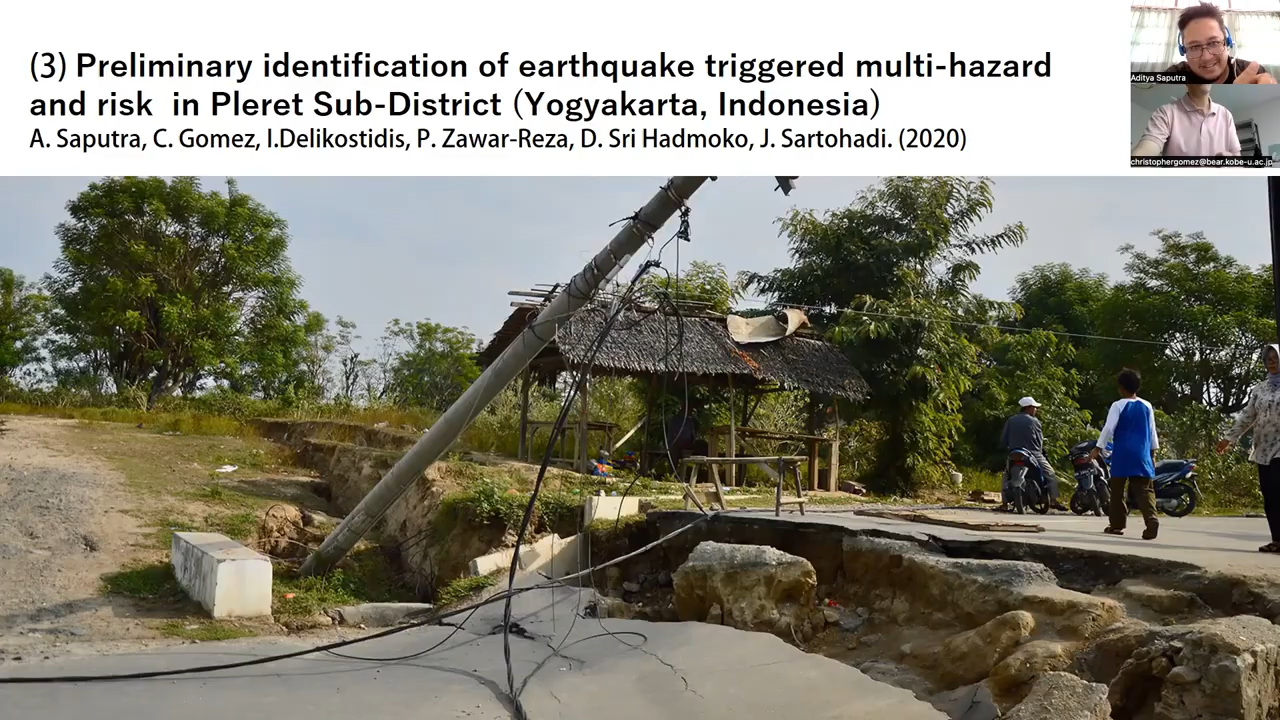 (3) Preliminary identification of earthquake triggered multi-hazard
and risk in Pleret Sub-District (Yogyakarta, Indonesia)
A. Saputra, C. Gomez, I.Delikostidis, P. Zawar-Reza, D. Sri Hadmoko, J. Sartohadi. (2020)
Aditya Saputra
christophergomez@bear.kobe-u.ac.jp